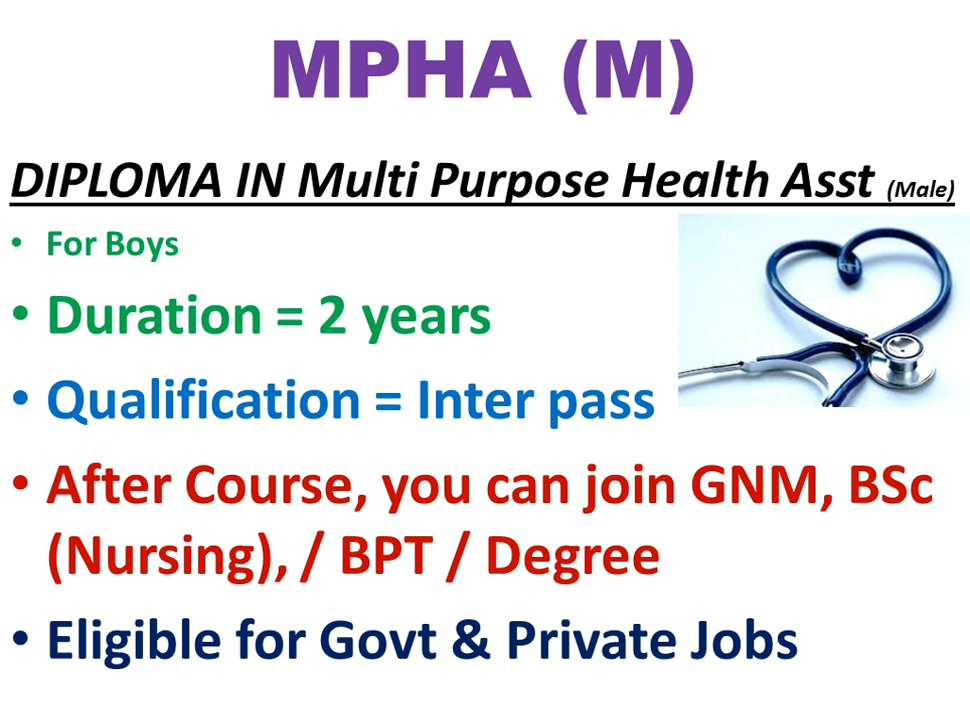 MPHA (M)
DIPLOMA IN Multi Purpose Health Asst (Male)
• For Boys
• Duration = 2 years
• Qualification = Inter pass
• After Course, you can join GNM, BSc
(Nursing), / BPT / Degree
• Eligible for Govt & Private Jobs